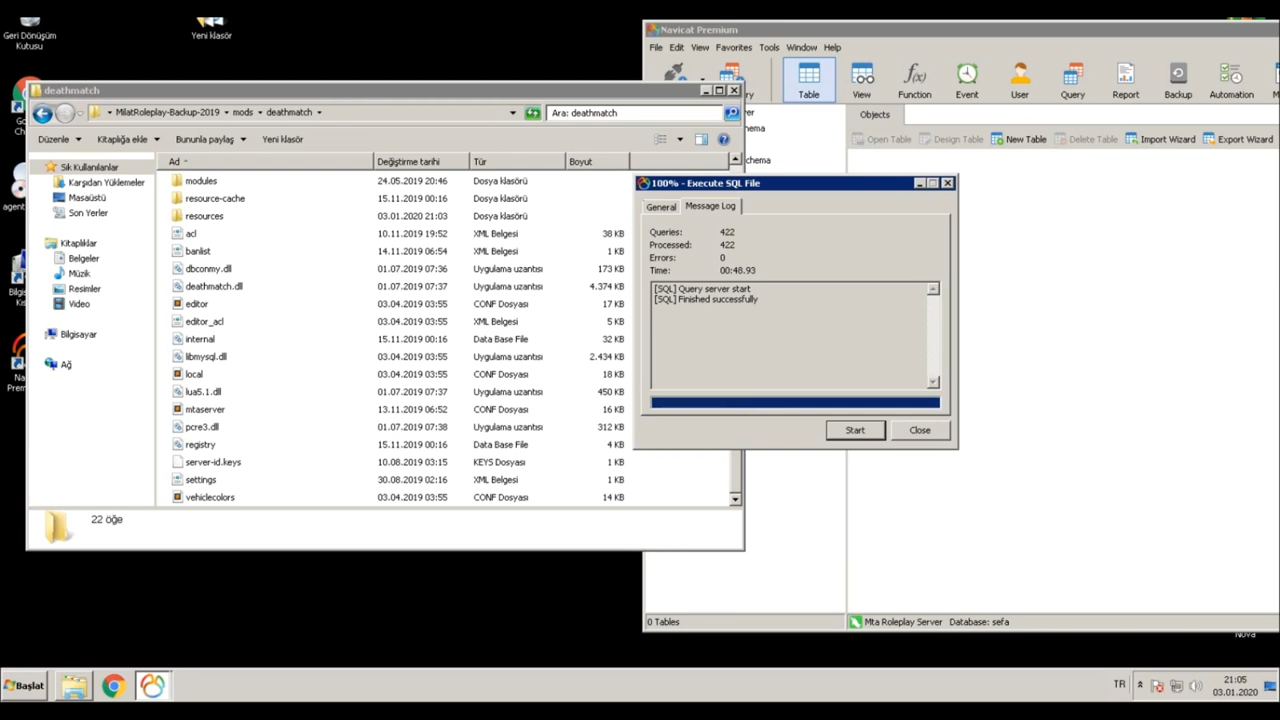 Geri Dönüşüm
Kutusu
Yeni klasör
Navicat Premium
File Edit View Favorites Tools Window Help
Table View Function Event User Query Report Backup Automation
deathmatch
MilatRoleplay-Backup-2019 mods deathmatch
Ara: deathmatch
Objects
Düzenle Kitaplığa ekle Bununla paylaş Yeni klasör
Open Table Design Table New Table Delete Table Import Wizard Export Wizard
Ad Değiştirme tarihi Tür Boyut
Sık Kullanılanlar
Karşıdan Yüklemeler
Masaüstü
Son Yerler
Kitaplıklar
Belgeler
Müzik
Resimler
Video
Bilgisayar
Ağ
modules 24.05.2019 20:46 Dosya klasörü
resource-cache 15.11.2019 00:16 Dosya klasörü
resources 03.01.2020 21:03 Dosya klasörü
acl 10.11.2019 19:52 XML Belgesi 38 KB
banlist 14.11.2019 06:54 XML Belgesi 1 KB
dbconmy.dll 01.07.2019 07:36 Uygulama uzantısı 173 KB
deathmatch.dll 01.07.2019 07:37 Uygulama uzantısı 4.374 KB
editor 03.04.2019 03:55 CONF Dosyası 17 KB
editor_acl 03.04.2019 03:55 XML Belgesi 5 KB
internal 15.11.2019 00:16 Data Base File 32 KB
libmysql.dll 03.04.2019 03:55 Uygulama uzantısı 2.434 KB
local 03.04.2019 03:55 CONF Dosyası 18 KB
lua5.1.dll 01.07.2019 07:37 Uygulama uzantısı 450 KB
mtaserver 13.11.2019 06:52 CONF Dosyası 16 KB
pcre3.dll 01.07.2019 07:38 Uygulama uzantısı 312 KB
registry 15.11.2019 00:16 Data Base File 4 KB
server-id.keys 10.08.2019 03:15 KEYS Dosyası 1 KB
settings 30.08.2019 02:16 XML Belgesi 1 KB
vehiclecolors 03.04.2019 03:55 CONF Dosyası 14 KB
22 öğe
100% - Execute SQL File
General Message Log
Queries: 422
Processed: 422
Errors: 0
Time: 00:48.93
[SQL] Query server start
[SQL] Finished successfully
Start Close
0 Tables
Mta Roleplay Server Database: sefa
Nova
Başlat
TR
21:05
03.01.2020